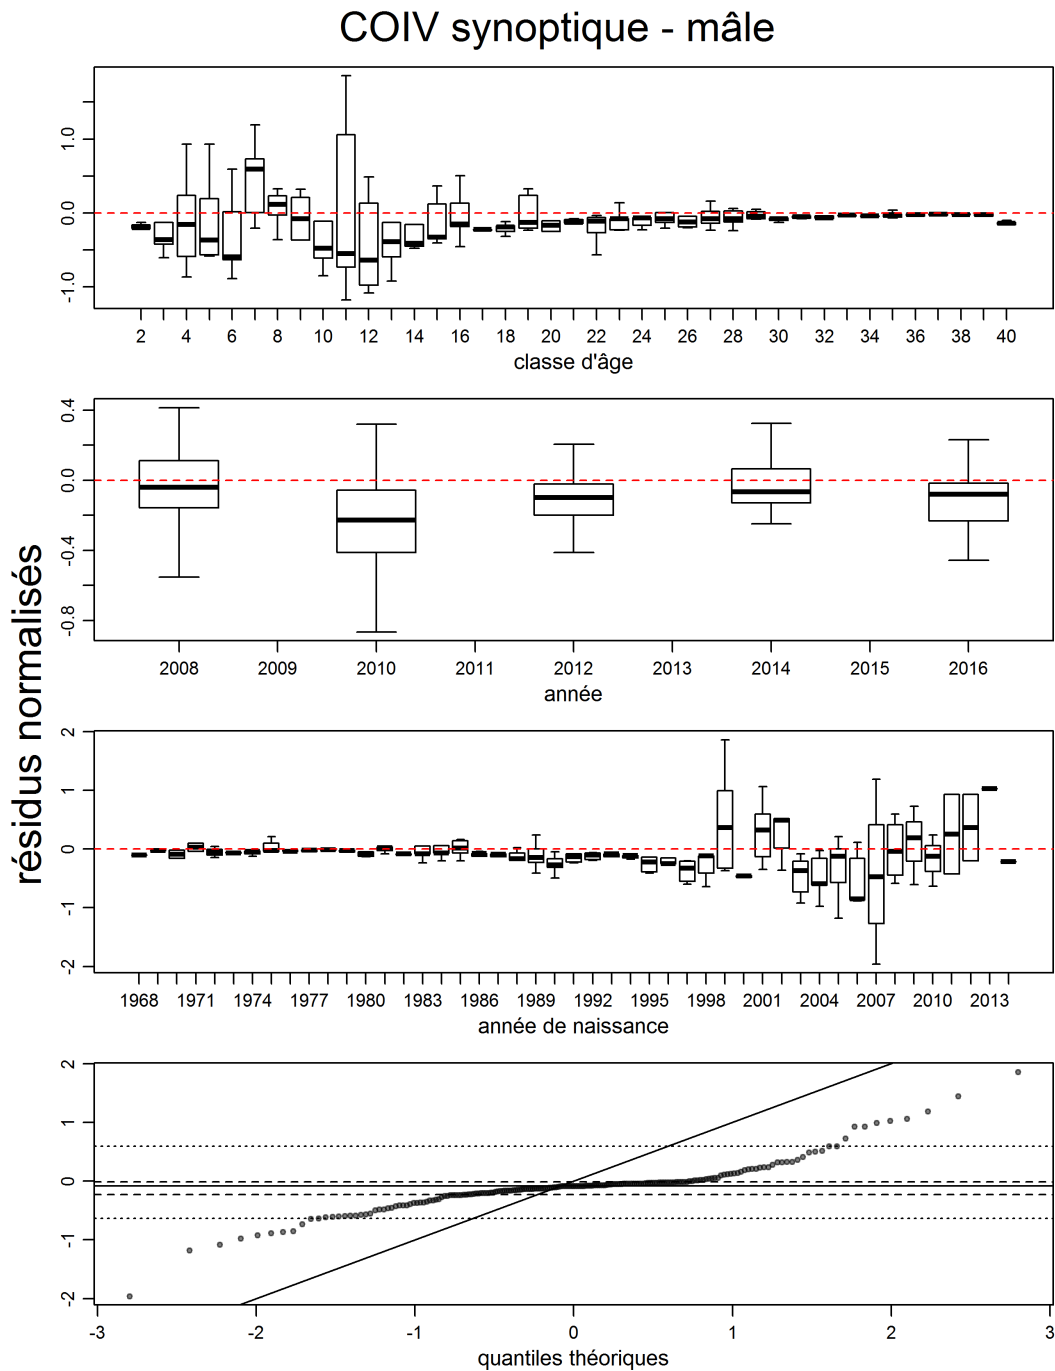 COIV synoptique - mâle
résidus normalisés
1.0
0.0
-1.0
2 4 6 8 10 12 14 16 18 20 22 24 26 28 30 32 34 36 38 40
classe d'âge
0.4
0.0
-0.4
-0.8
2008 2009 2010 2011 2012 2013 2014 2015 2016
année
2
1
0
-1
-2
1968 1971 1974 1977 1980 1983 1986 1989 1992 1995 1998 2001 2004 2007 2010 2013
année de naissance
2
1
0
-1
-2
-3 -2 -1 0 1 2 3
quantiles théoriques